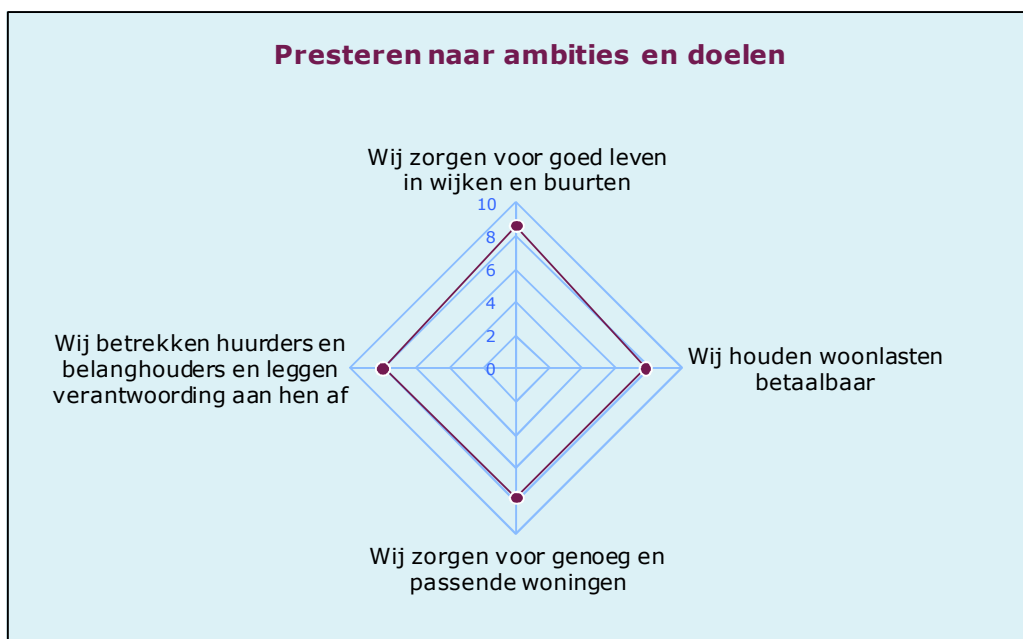 Presteren naar ambities en doelen
Wij zorgen voor goed leven
in wijken en buurten
10
8
6
4
2
0
Wij betrekken huurders en
belanghouders en leggen
verantwoording aan hen af
Wij houden woonlasten
betaalbaar
Wij zorgen voor genoeg en
passende woningen